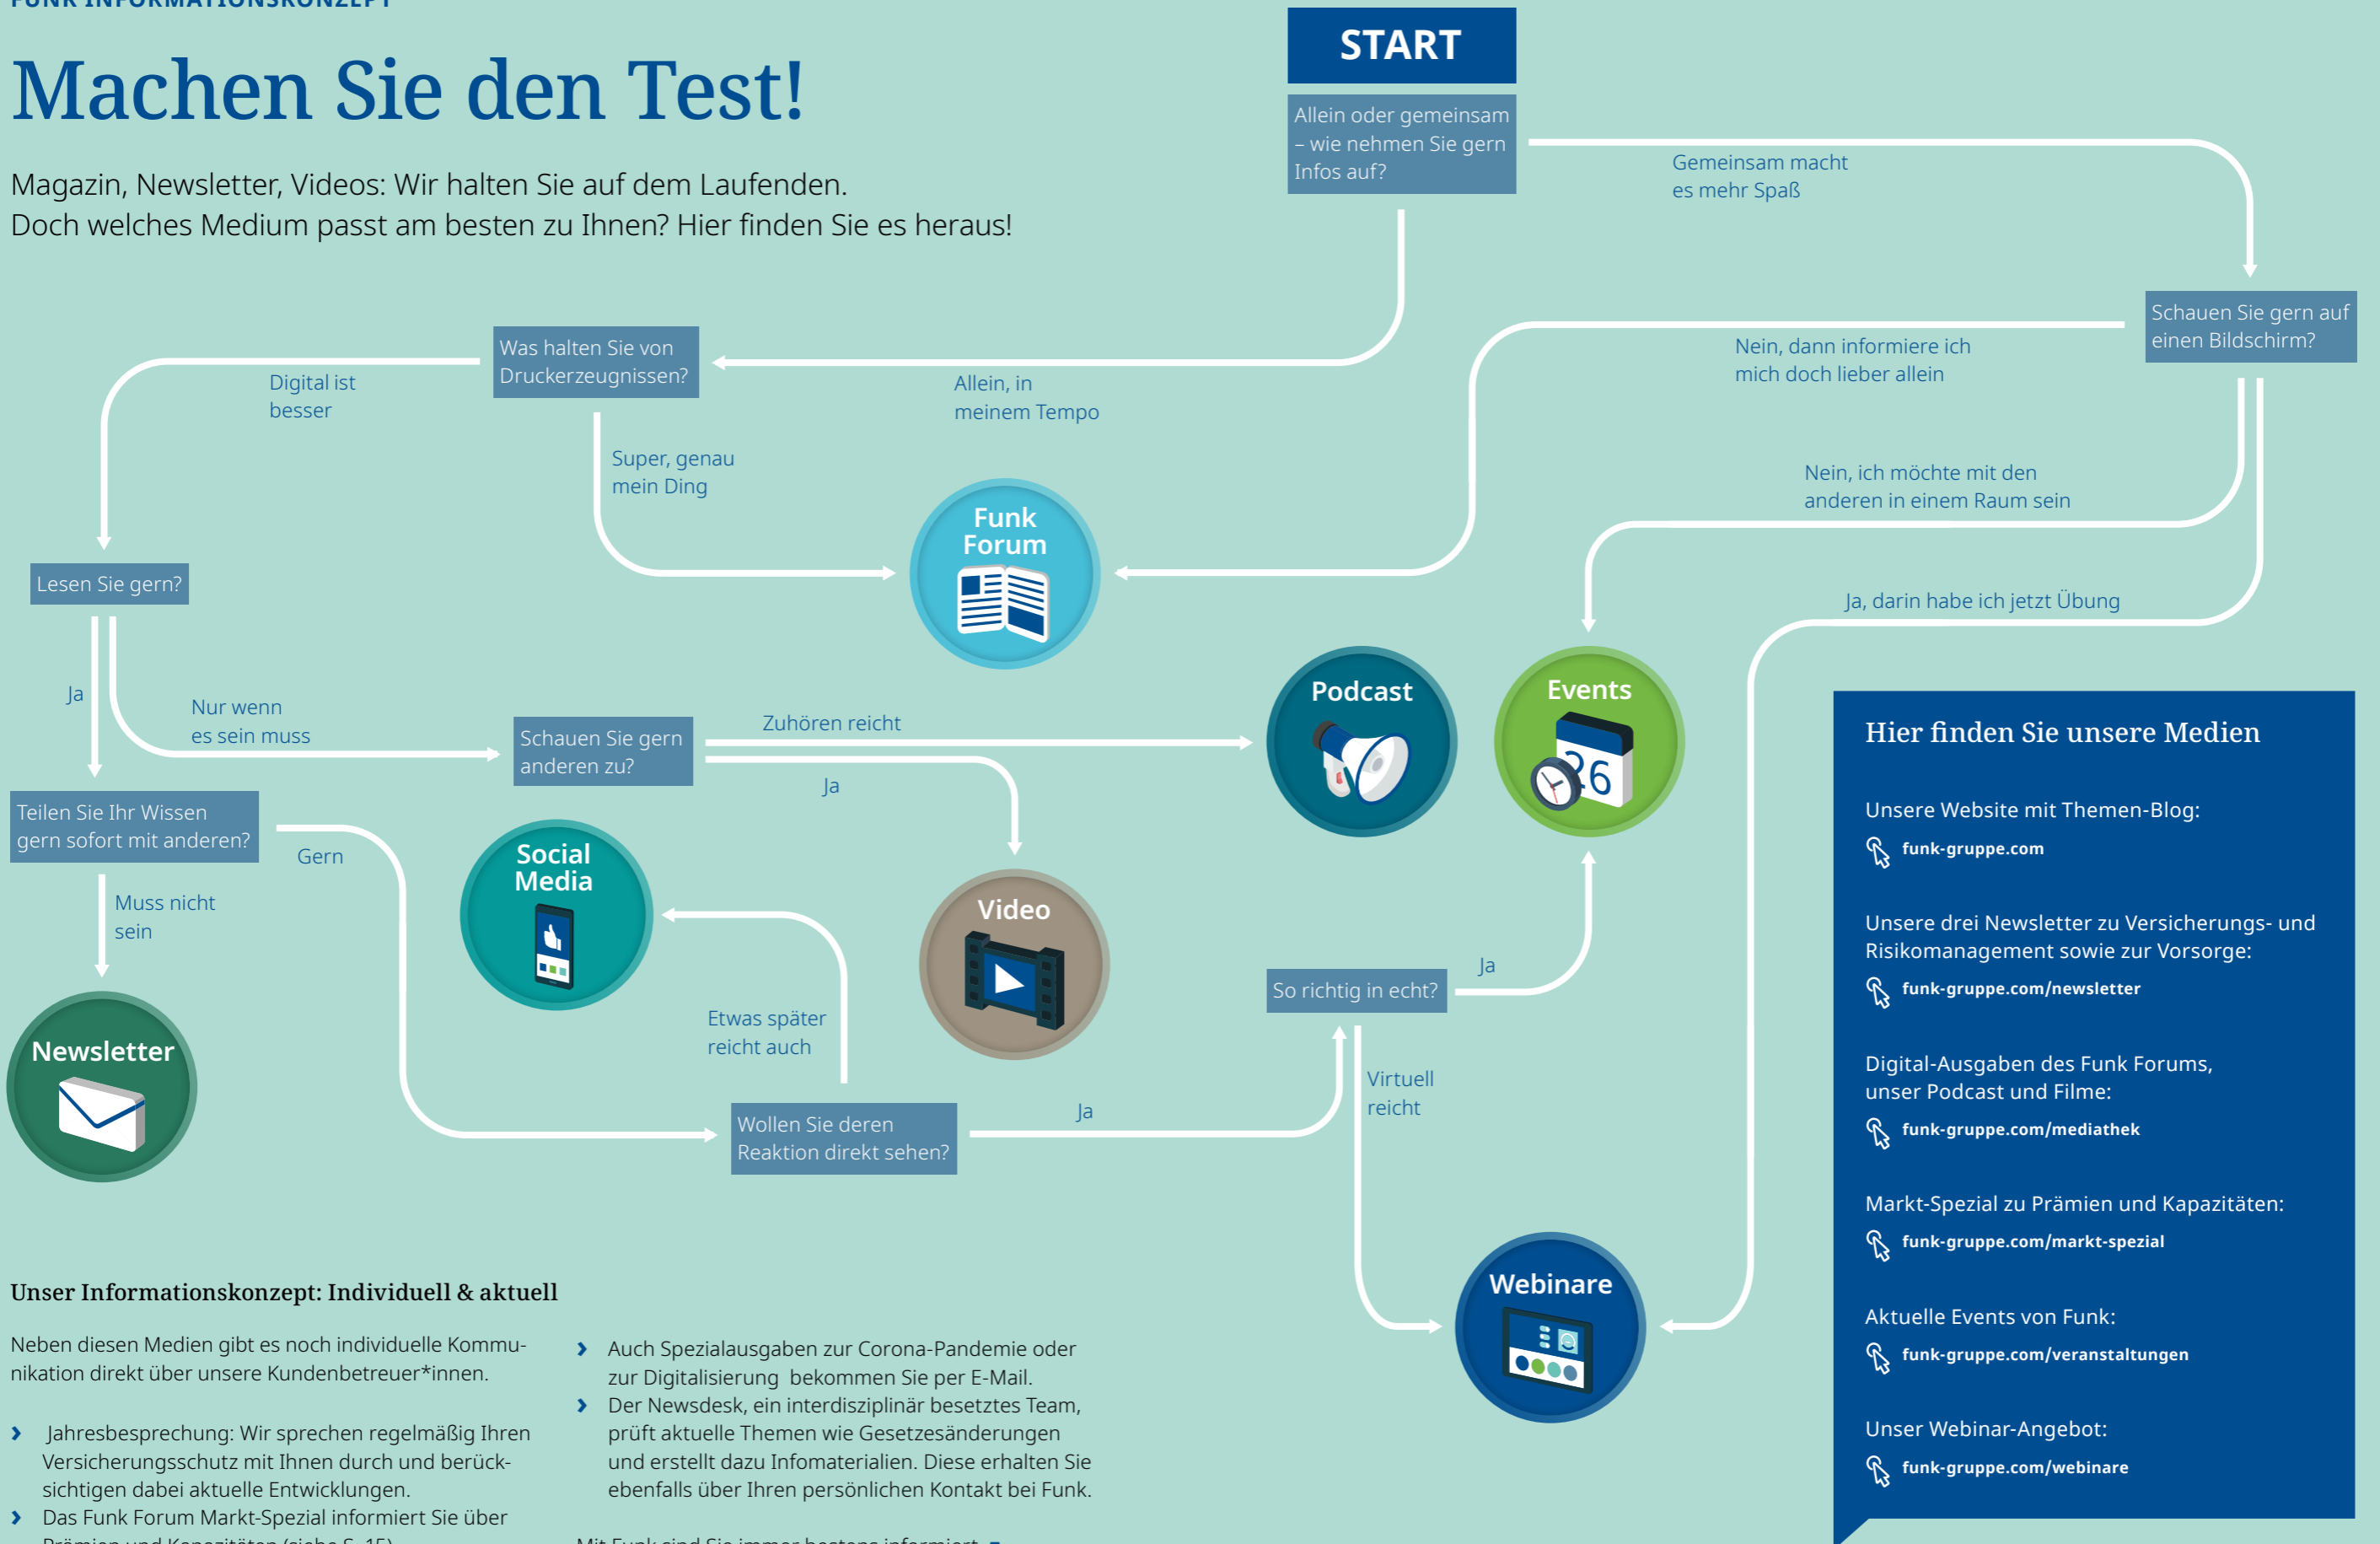 FUNK INFORMATIONSKONZEPT
Machen Sie den Test!
Magazin, Newsletter, Videos: Wir halten Sie auf dem Laufenden.
Doch welches Medium passt am besten zu Ihnen? Hier finden Sie es heraus!
START
Allein oder gemeinsam
– wie nehmen Sie gern
Infos auf?
Gemeinsam macht
es mehr Spaß
Schauen Sie gern auf
einen Bildschirm?
Nein, dann informiere ich
mich doch lieber allein
Nein, ich möchte mit den
anderen in einem Raum sein
Ja, darin habe ich jetzt Übung
Allein, in
meinem Tempo
Was halten Sie von
Druckerzeugnissen?
Digital ist
besser
Super, genau
mein Ding
Funk
Forum
Lesen Sie gern?
Ja
Nur wenn
es sein muss
Schauen Sie gern
anderen zu?
Zuhören reicht
Ja
Podcast
Events
26
Teilen Sie Ihr Wissen
gern sofort mit anderen?
Gern
Muss nicht
sein
Social
Media
Video
Newsletter
Etwas später
reicht auch
Wollen Sie deren
Reaktion direkt sehen?
Ja
So richtig in echt?
Ja
Virtuell
reicht
Webinare
Hier finden Sie unsere Medien
Unsere Website mit Themen-Blog:
funk-gruppe.com
Unsere drei Newsletter zu Versicherungs- und
Risikomanagement sowie zur Vorsorge:
funk-gruppe.com/newsletter
Digital-Ausgaben des Funk Forums,
unser Podcast und Filme:
funk-gruppe.com/mediathek
Markt-Spezial zu Prämien und Kapazitäten:
funk-gruppe.com/markt-spezial
Aktuelle Events von Funk:
funk-gruppe.com/veranstaltungen
Unser Webinar-Angebot:
funk-gruppe.com/webinare
Unser Informationskonzept: Individuell & aktuell
Neben diesen Medien gibt es noch individuelle Kommu-
nikation direkt über unsere Kundenbetreuer*innen.
› Jahresbesprechung: Wir sprechen regelmäßig Ihren
Versicherungsschutz mit Ihnen durch und berück-
sichtigen dabei aktuelle Entwicklungen.
› Das Funk Forum Markt-Spezial informiert Sie über
Prämien und Kapazitäten (siehe S. 15).
› Auch Spezialausgaben zur Corona-Pandemie oder
zur Digitalisierung bekommen Sie per E-Mail.
› Der Newsdesk, ein interdisziplinär besetztes Team,
prüft aktuelle Themen wie Gesetzesänderungen
und erstellt dazu Infomaterialien. Diese erhalten Sie
ebenfalls über Ihren persönlichen Kontakt bei Funk.
Mit Funk sind Sie immer bestens informiert.